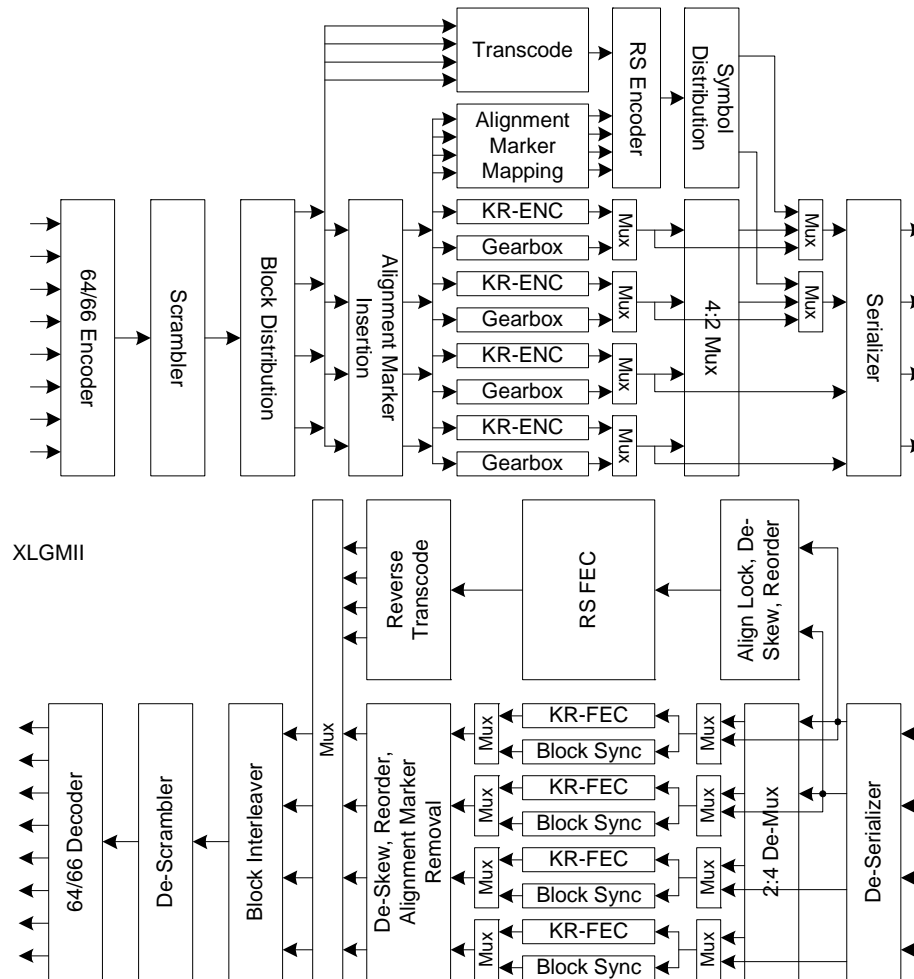 Transcode
RS Encoder
Symbol
Distribution
Alignment
Marker
Mapping
64/66 Encoder
Scrambler
Block Distribution
Alignment Marker
Insertion
KR-ENC
Gearbox
Mux
KR-ENC
Gearbox
Mux
KR-ENC
Gearbox
Mux
KR-ENC
Gearbox
Mux
4:2 Mux
Mux
Mux
Serializer
XLGMII
Mux
Reverse
Transcode
RS FEC
Align Lock, De-
Skew, Reorder
64/66 Decoder
De-Scrambler
Block Interleaver
De-Skew, Reorder,
Alignment Marker
Removal
Mux
KR-FEC
Block Sync
Mux
Mux
KR-FEC
Block Sync
Mux
Mux
KR-FEC
Block Sync
Mux
Mux
KR-FEC
Block Sync
Mux
2:4 De-Mux
De-Serializer